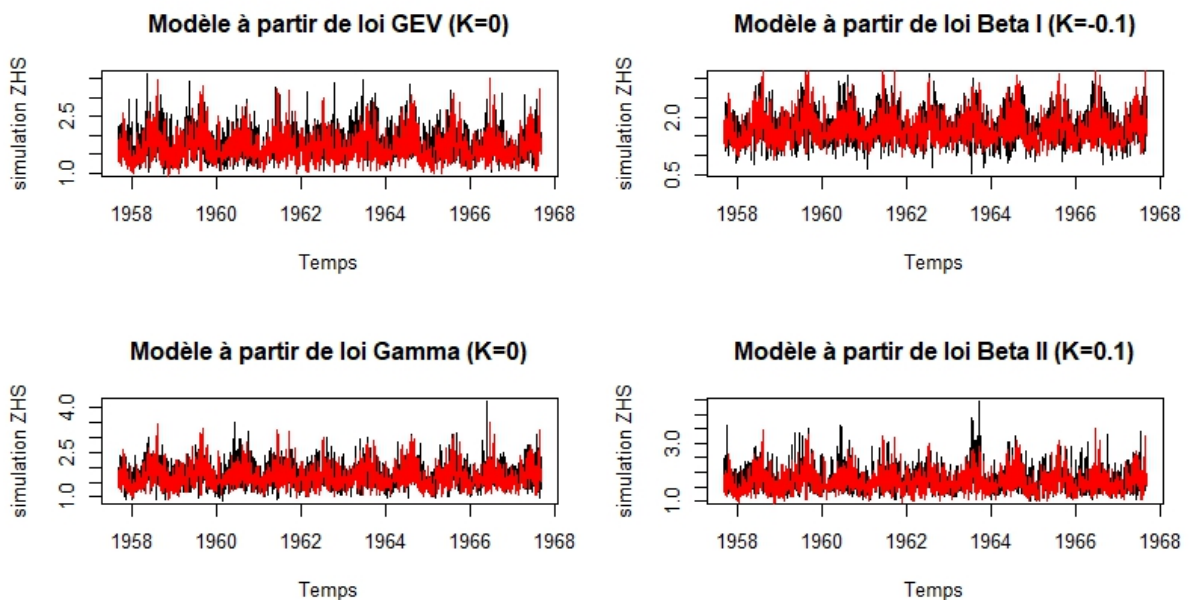 Modèle à partir de loi GEV (K=0)
simulation ZHS
1.0 2.5
1958 1960 1962 1964 1966 1968
Temps
Modèle à partir de loi Beta I (K=-0.1)
simulation ZHS
0.5 2.0
1958 1960 1962 1964 1966 1968
Temps
Modèle à partir de loi Gamma (K=0)
simulation ZHS
1.0 2.5 4.0
1958 1960 1962 1964 1966 1968
Temps
Modèle à partir de loi Beta II (K=0.1)
simulation ZHS
1.0 3.0
1958 1960 1962 1964 1966 1968
Temps